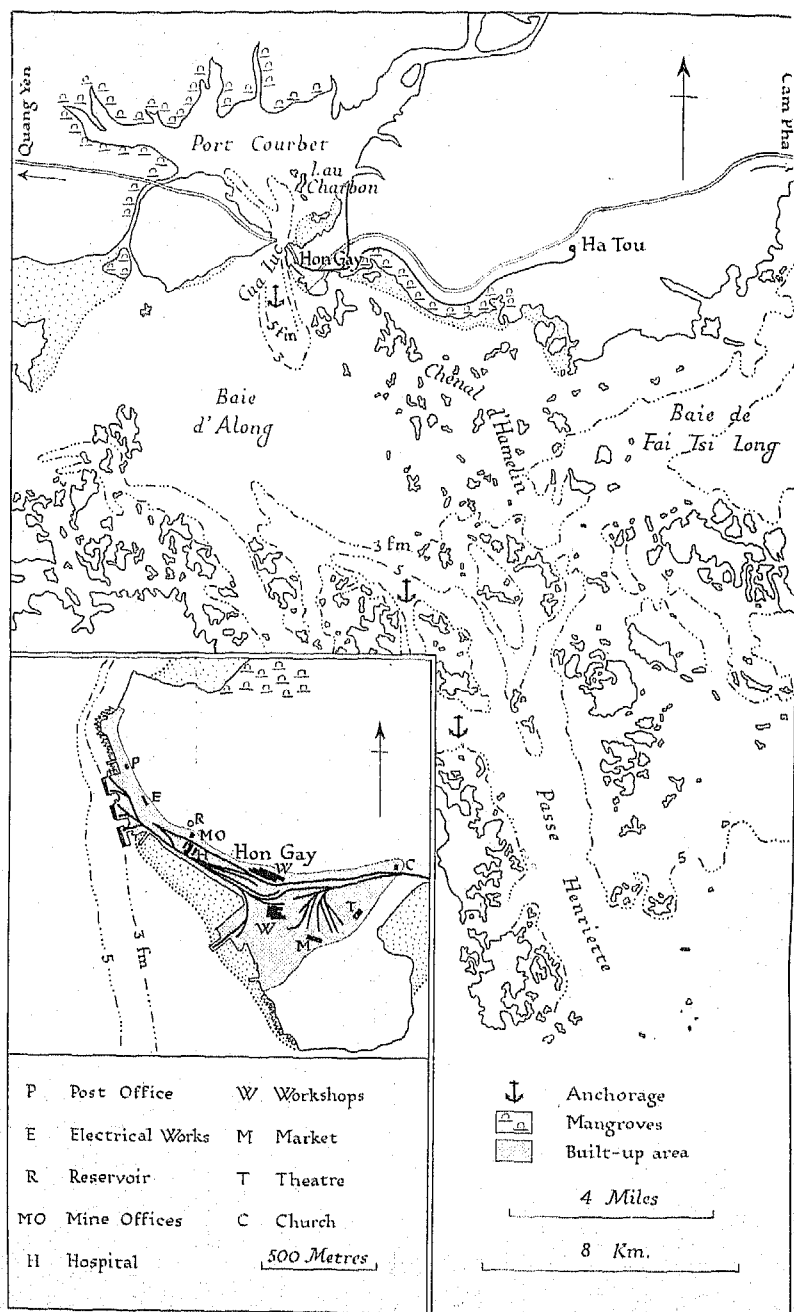 Quang Yen
Cam Pha
Port Courbet
I. au
Charbon
Ha Tou
Hon Gay
Cua Luc
5 fm
3
Chenal
d'Hamelin
Baie
d'Along
Baie de
Fai Tsi Long
3 fm
5
Passe
Henriette
5
P
E
R
MO
H
Hon Gay
W
C
W
T
M
3 fm
5
P Post Office
E Electrical Works
R Reservoir
MO Mine Offices
H Hospital
W Workshops
M Market
T Theatre
C Church
500 Metres
Anchorage
Mangroves
Built-up area
4 Miles
8 Km.